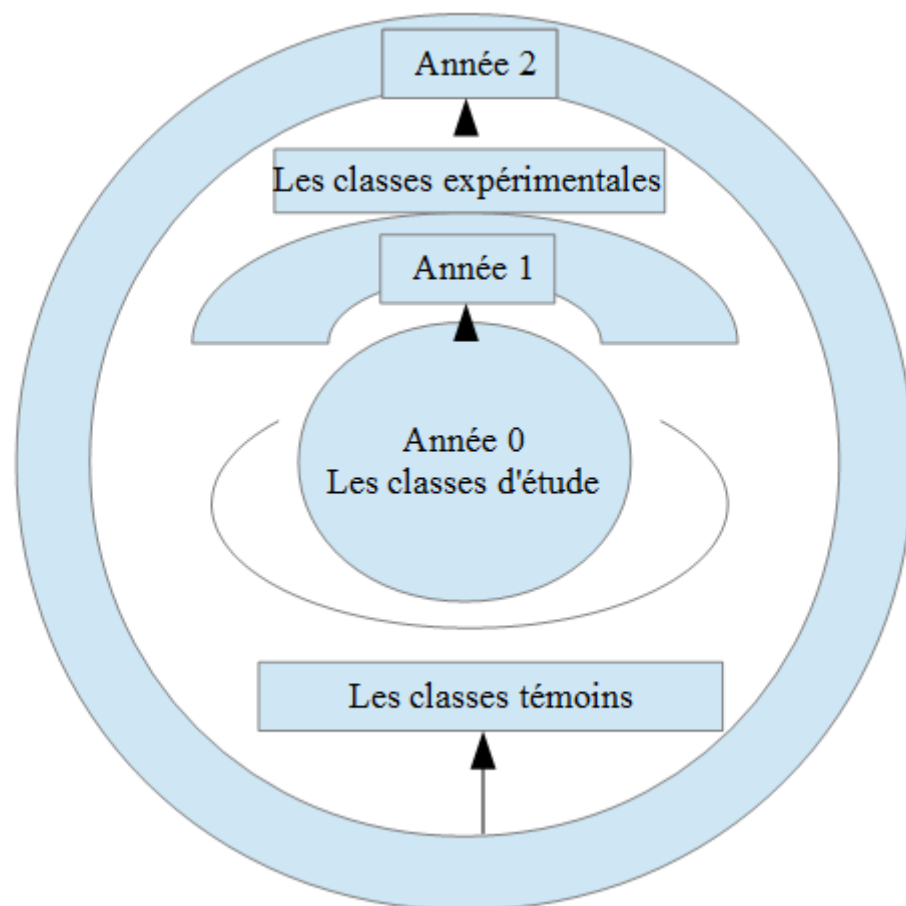 Année 2
Les classes expérimentales
Année 1
Année 0
Les classes d'étude
Les classes témoins